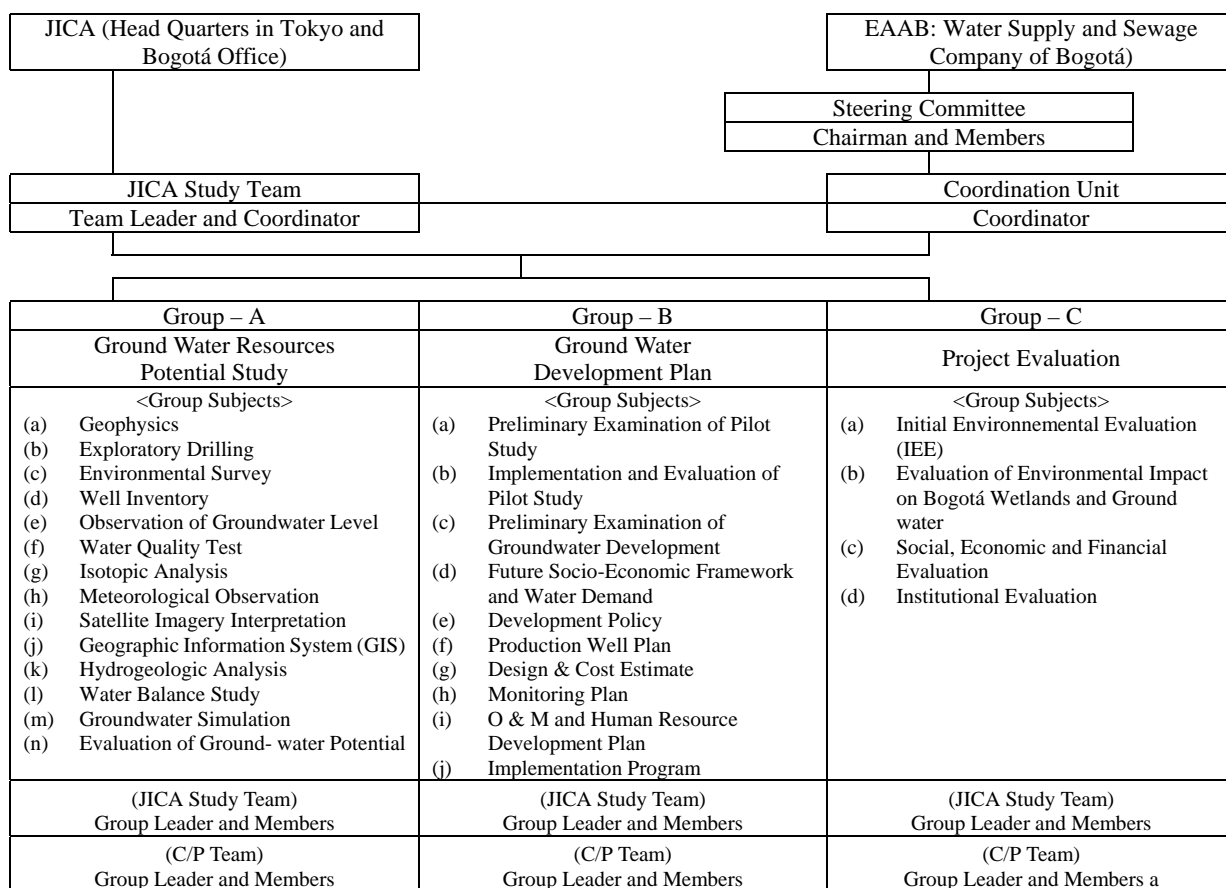 JICA (Head Quarters in Tokyo and
Bogotá Office)
EAAB: Water Supply and Sewage
Company of Bogotá)
Steering Committee
Chairman and Members
JICA Study Team
Team Leader and Coordinator
Coordination Unit
Coordinator
Group – A
Ground Water Resources
Potential Study
<Group Subjects>
(a) Geophysics
(b) Exploratory Drilling
(c) Environmental Survey
(d) Well Inventory
(e) Observation of Groundwater Level
(f) Water Quality Test
(g) Isotopic Analysis
(h) Meteorological Observation
(i) Satellite Imagery Interpretation
(j) Geographic Information System (GIS)
(k) Hydrogeologic Analysis
(l) Water Balance Study
(m) Groundwater Simulation
(n) Evaluation of Ground- water Potential
(JICA Study Team)
Group Leader and Members
(C/P Team)
Group Leader and Members
Group – B
Ground Water
Development Plan
<Group Subjects>
(a) Preliminary Examination of Pilot
Study
(b) Implementation and Evaluation of
Pilot Study
(c) Preliminary Examination of
Groundwater Development
(d) Future Socio-Economic Framework
and Water Demand
(e) Development Policy
(f) Production Well Plan
(g) Design & Cost Estimate
(h) Monitoring Plan
(i) O & M and Human Resource
Development Plan
(j) Implementation Program
(JICA Study Team)
Group Leader and Members
(C/P Team)
Group Leader and Members
Group – C
Project Evaluation
<Group Subjects>
(a) Initial Environnemental Evaluation
(IEE)
(b) Evaluation of Environmental Impact
on Bogotá Wetlands and Ground
water
(c) Social, Economic and Financial
Evaluation
(d) Institutional Evaluation
(JICA Study Team)
Group Leader and Members
(C/P Team)
Group Leader and Members a